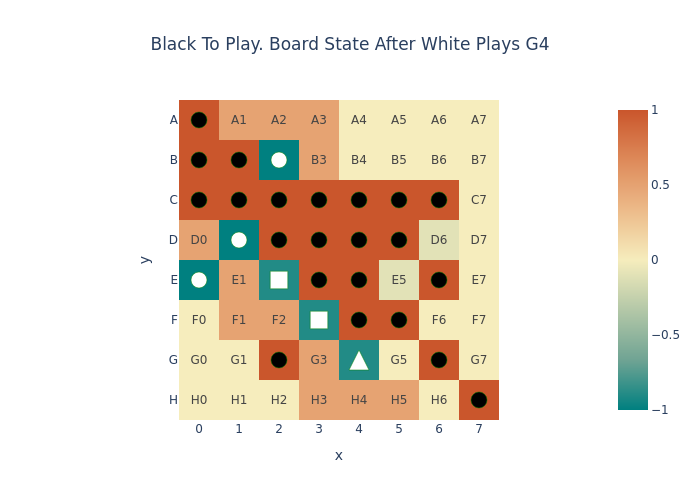 Black To Play. Board State After White Plays G4
A A1 A2 A3 A4 A5 A6 A7 1
B B3 B4 B5 B6 B7
0.5
C C7
D D0 D6 D7
y 0
E E1 E5 E7
F F0 F1 F2 F6 F7
−0.5
G G0 G1 G3 G5 G7
H H0 H1 H2 H3 H4 H5 H6 −1
0 1 2 3 4 5 6 7
x